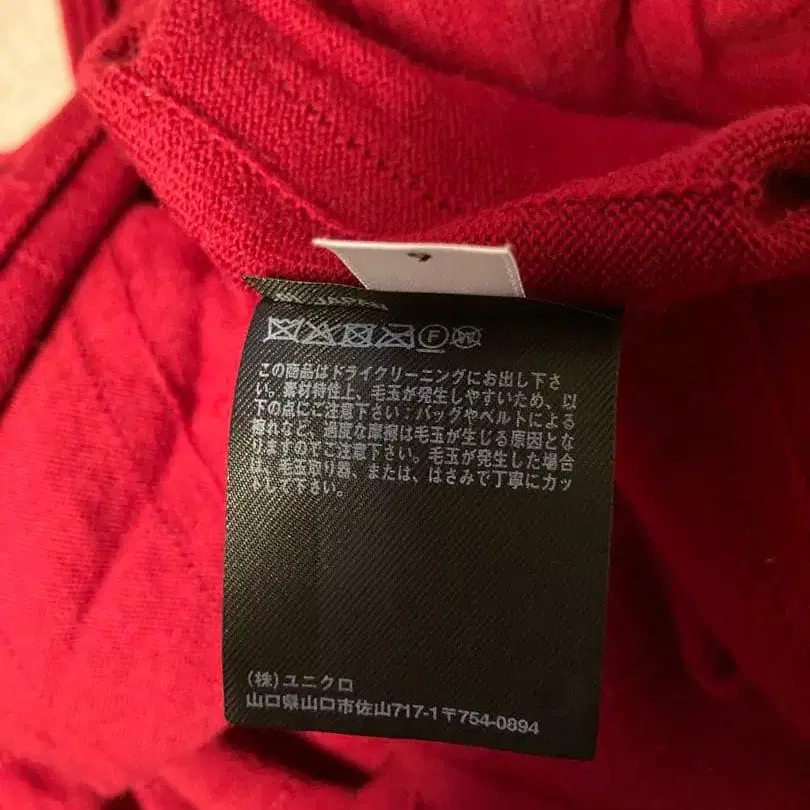 IN JAPAN
F
この商品はドライクリーニングにお出し下さ
い。素材特性上、毛玉が発生しやすいため、以
下の点にご注意下さい:バッグやベルトによる
擦れなど、過度な摩擦は毛玉が生じる原因とな
りますのでご注意下さい。毛玉が発生した場合
は、毛玉取り器、または、はさみで丁寧にカッ
トして下さい。
(株)ユニクロ
山口県山口市佐山717-1〒754-0894